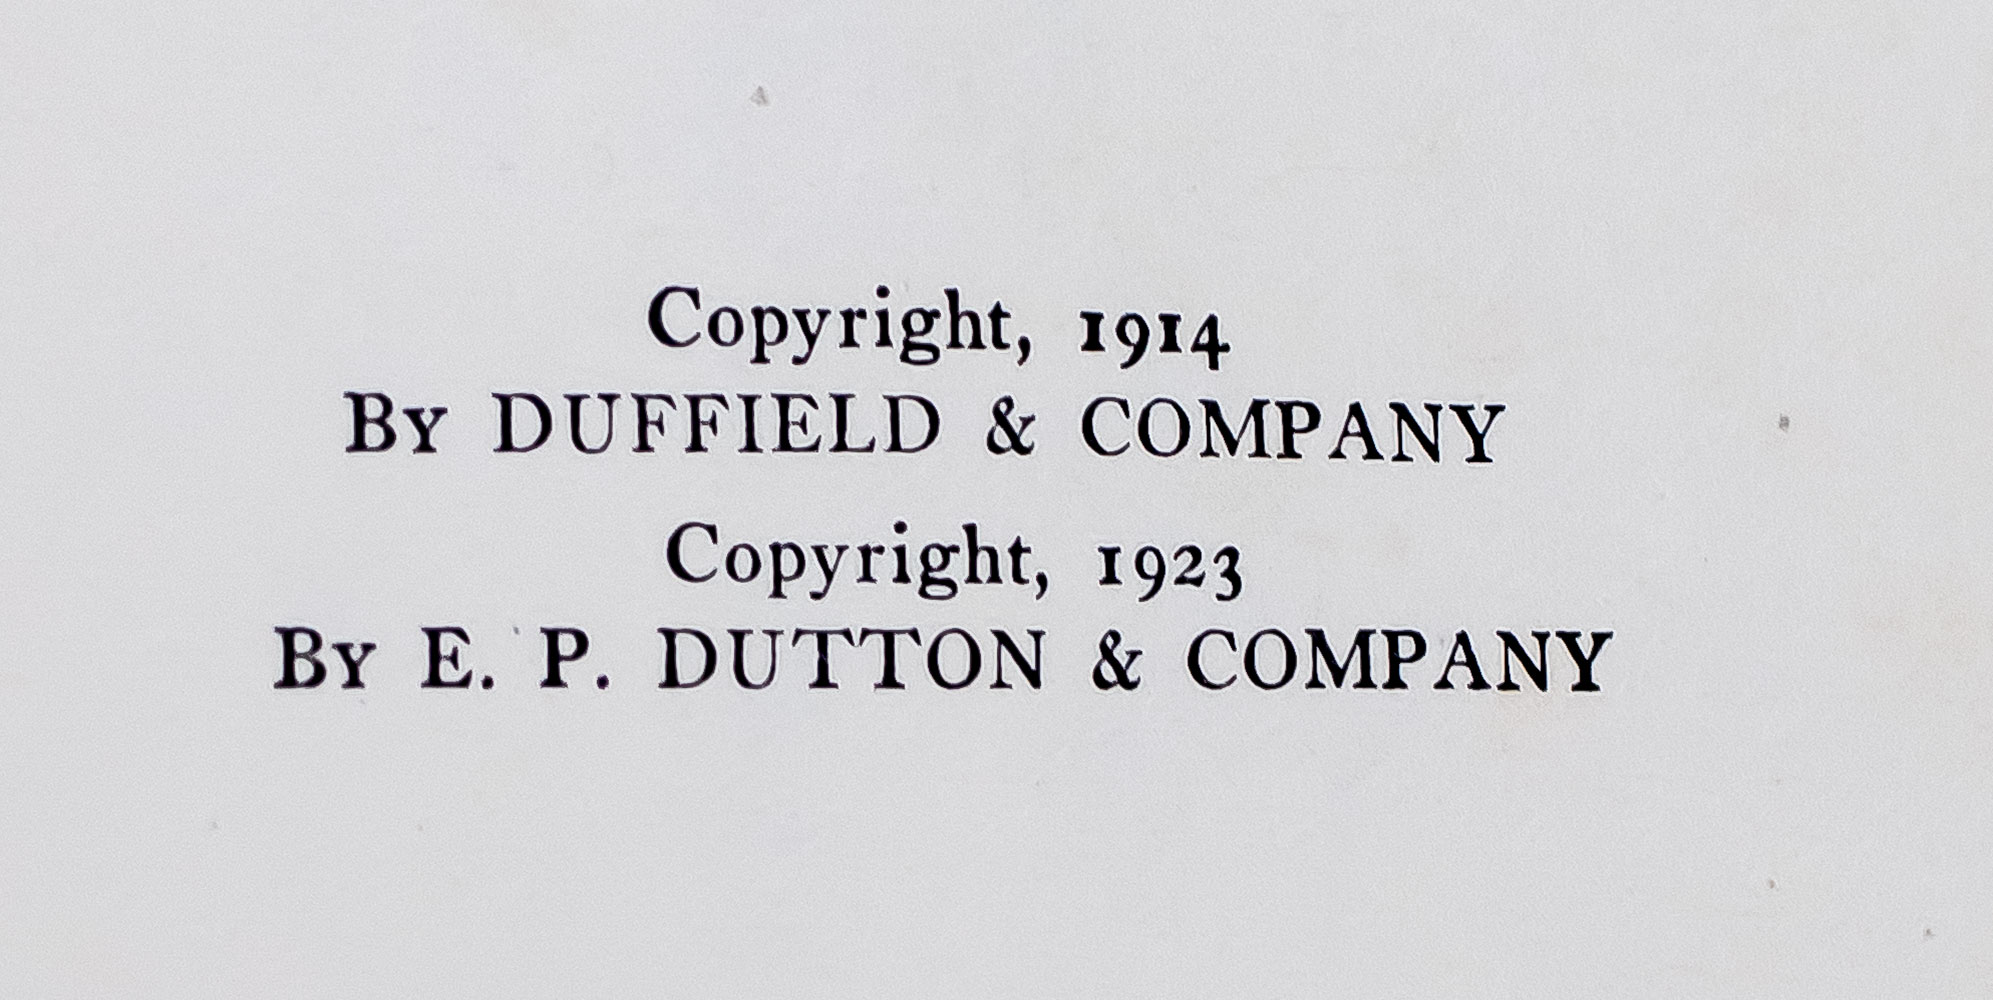 Copyright, 1914
By DUFFIELD & COMPANY
Copyright, 1923
By E. P. DUTTON & COMPANY